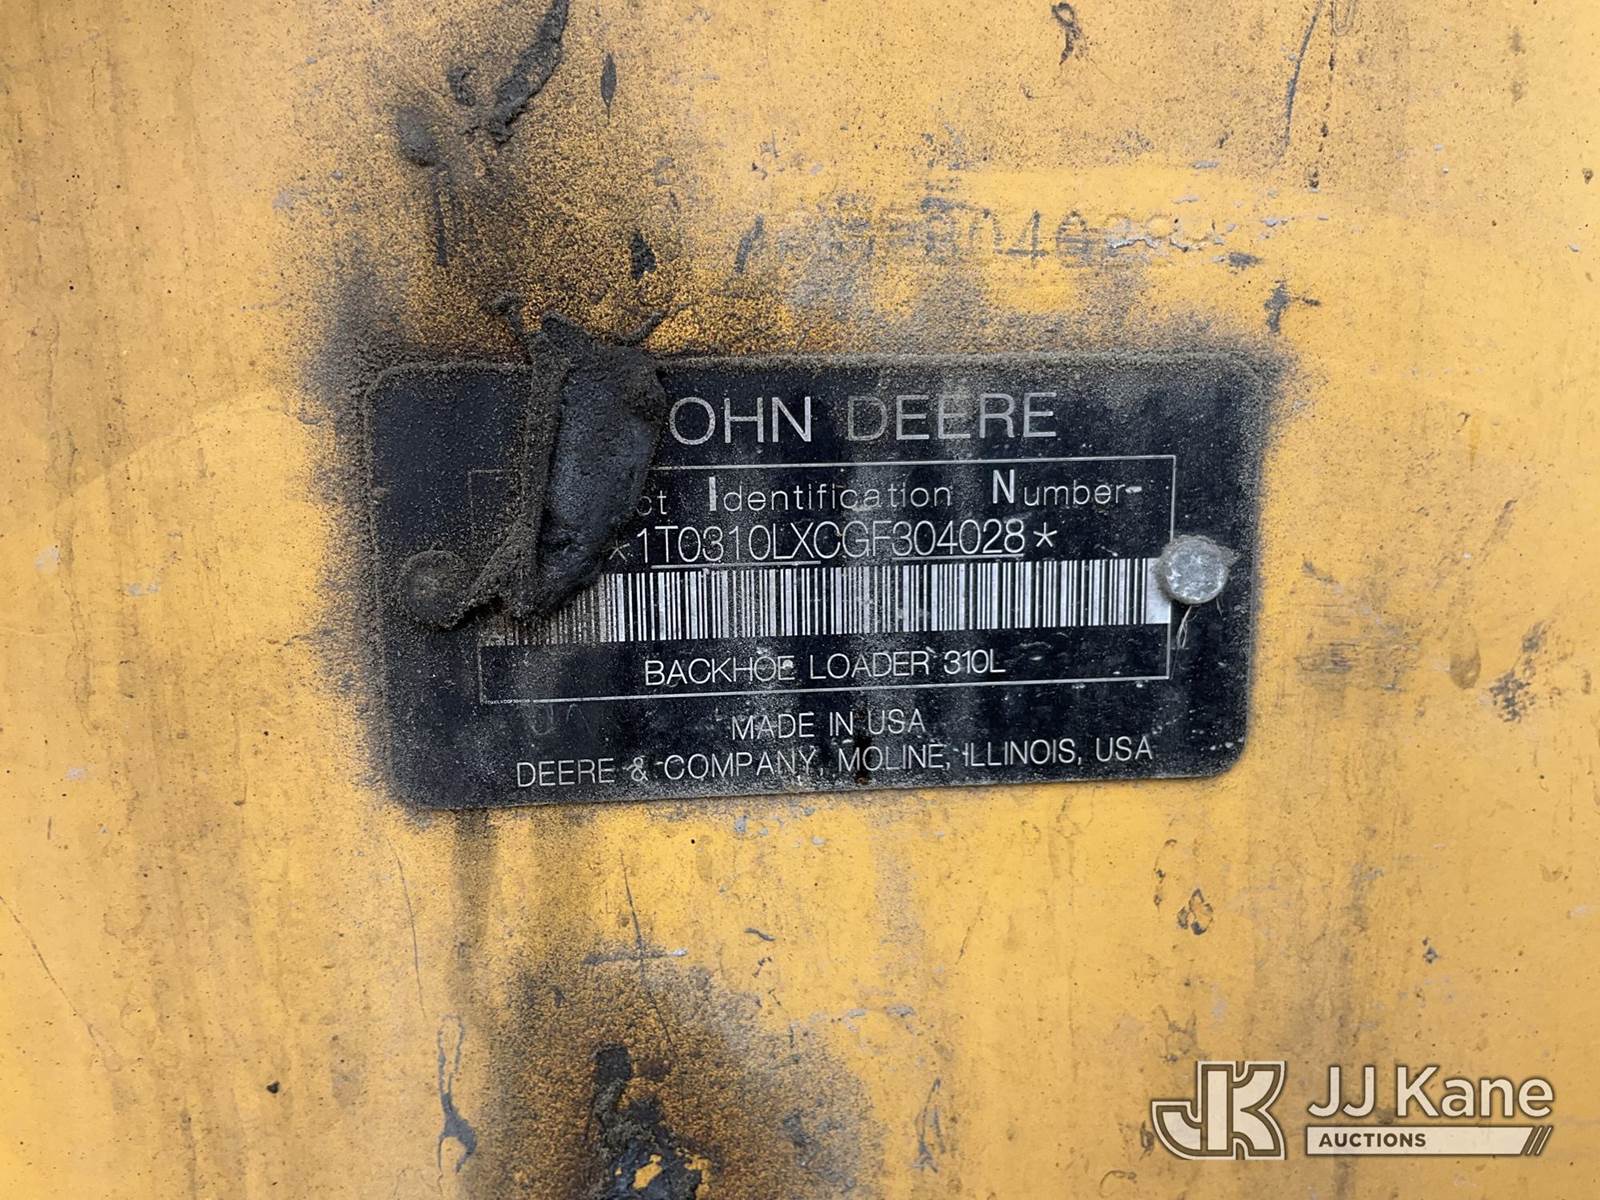 OHN DEERE
ct Identification Number
*1T0310LXCGF304028*
BACKHOE LOADER 310L
MADE IN USA
DEERE & COMPANY, MOLINE, ILLINOIS, USA
JK JJ Kane
AUCTIONS